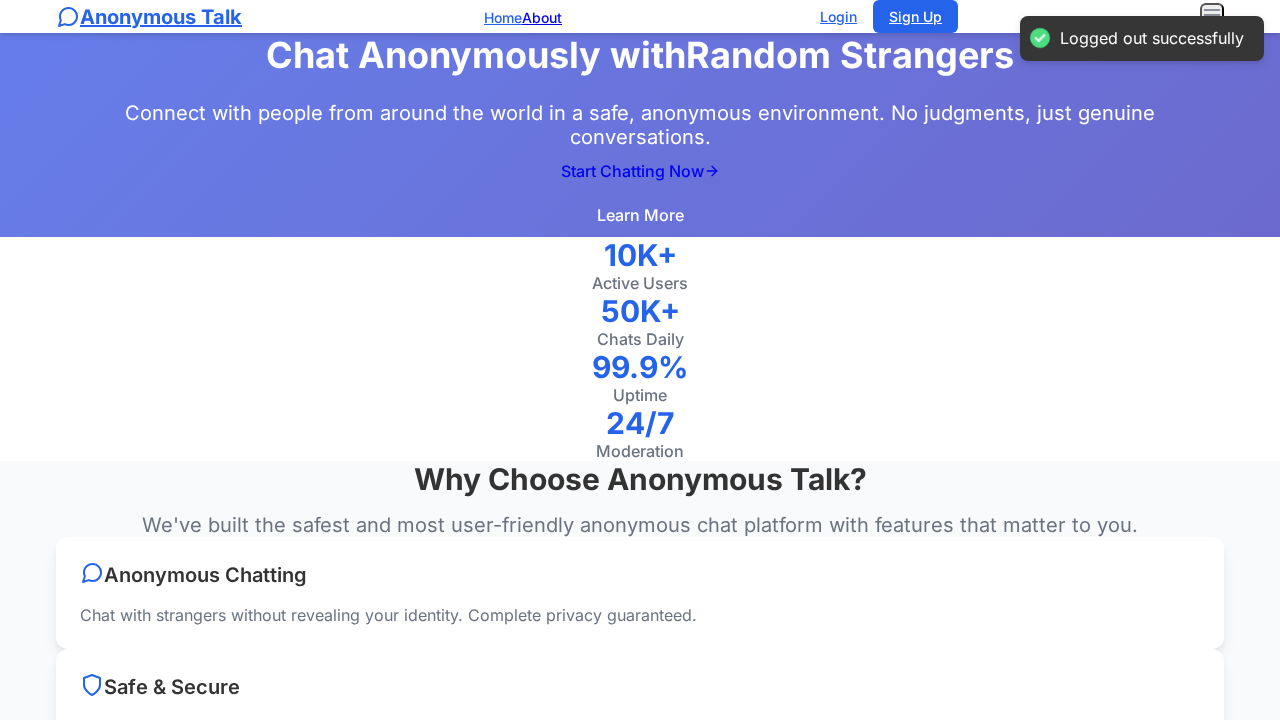 Anonymous Talk
HomeAbout
Login
Sign Up
Logged out successfully
Chat Anonymously withRandom Strangers
Connect with people from around the world in a safe, anonymous environment. No judgments, just genuine
conversations.
Start Chatting Now
Learn More
10K+
Active Users
50K+
Chats Daily
99.9%
Uptime
24/7
Moderation
Why Choose Anonymous Talk?
We've built the safest and most user-friendly anonymous chat platform with features that matter to you.
Anonymous Chatting
Chat with strangers without revealing your identity. Complete privacy guaranteed.
Safe & Secure